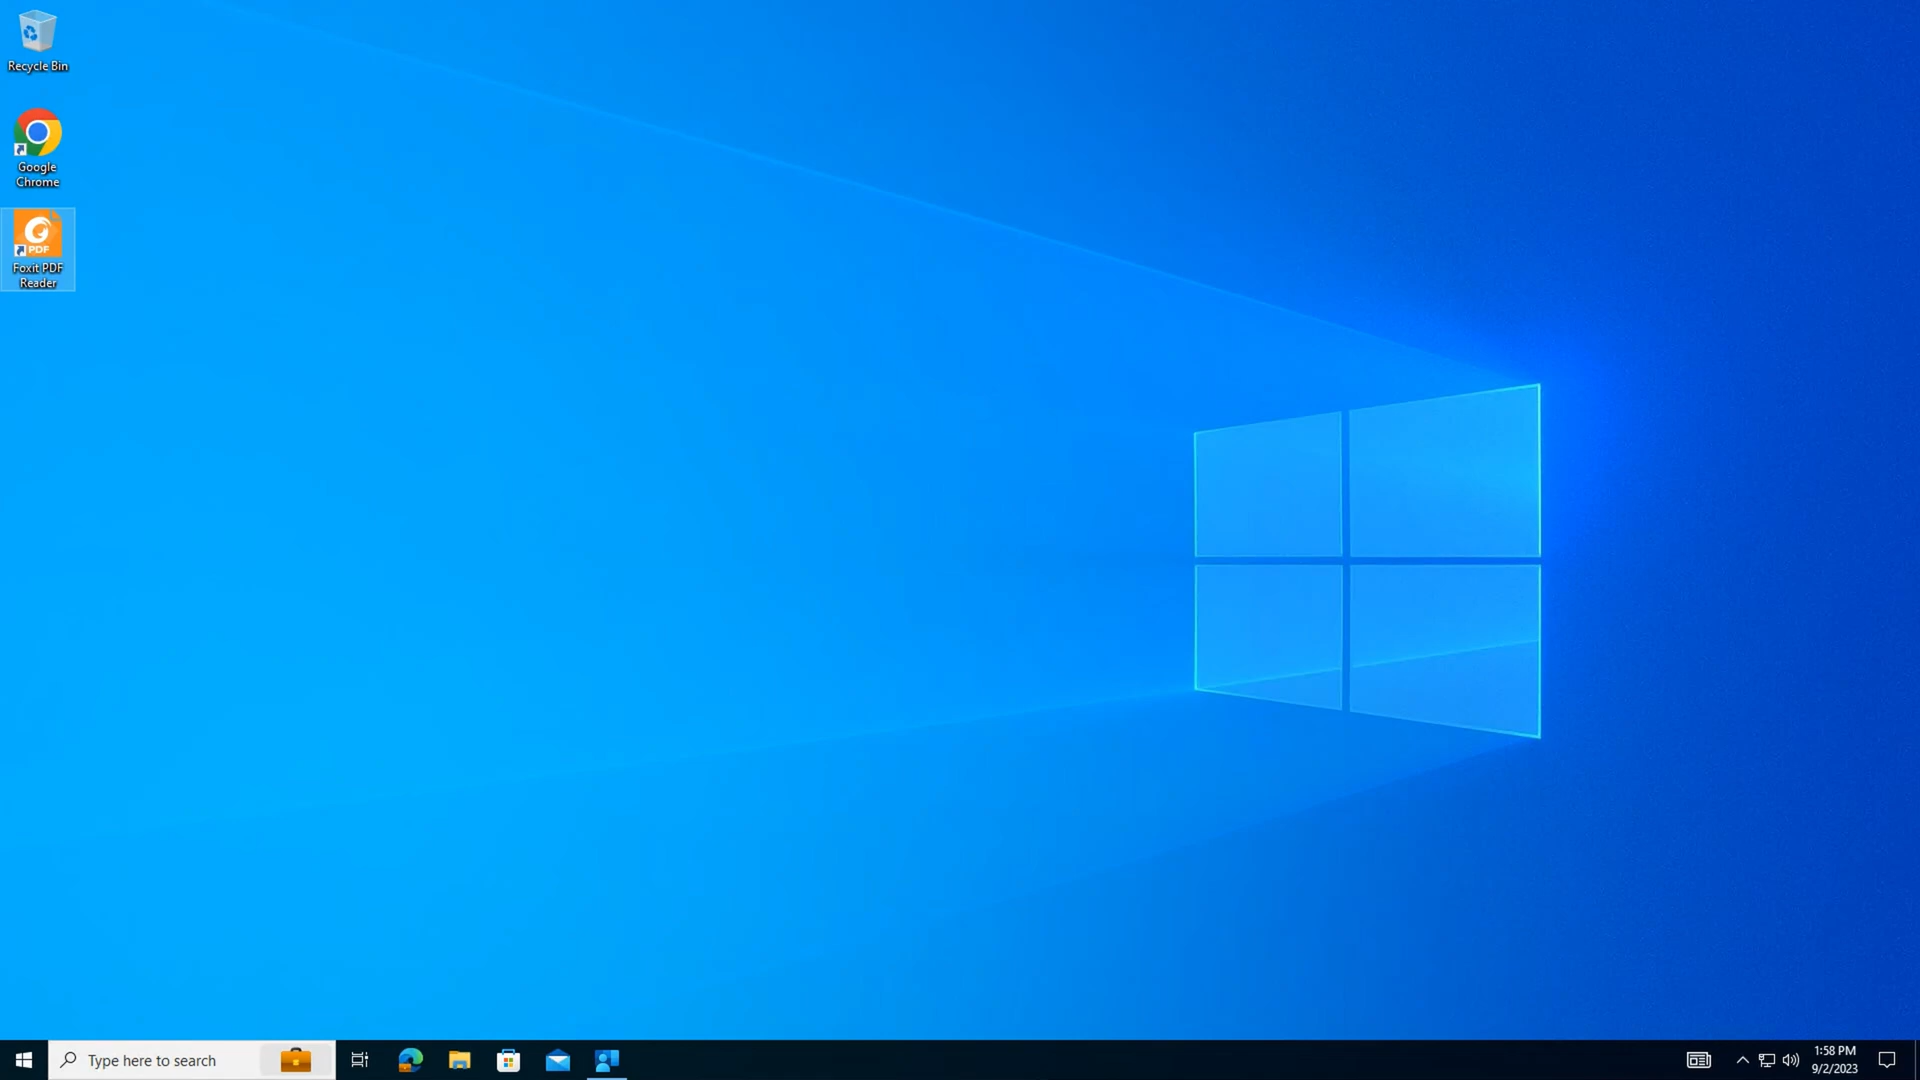 Recycle Bin
Google
Chrome
PDF
Foxit PDF
Reader
Type here to search
1:58 PM
9/2/2023